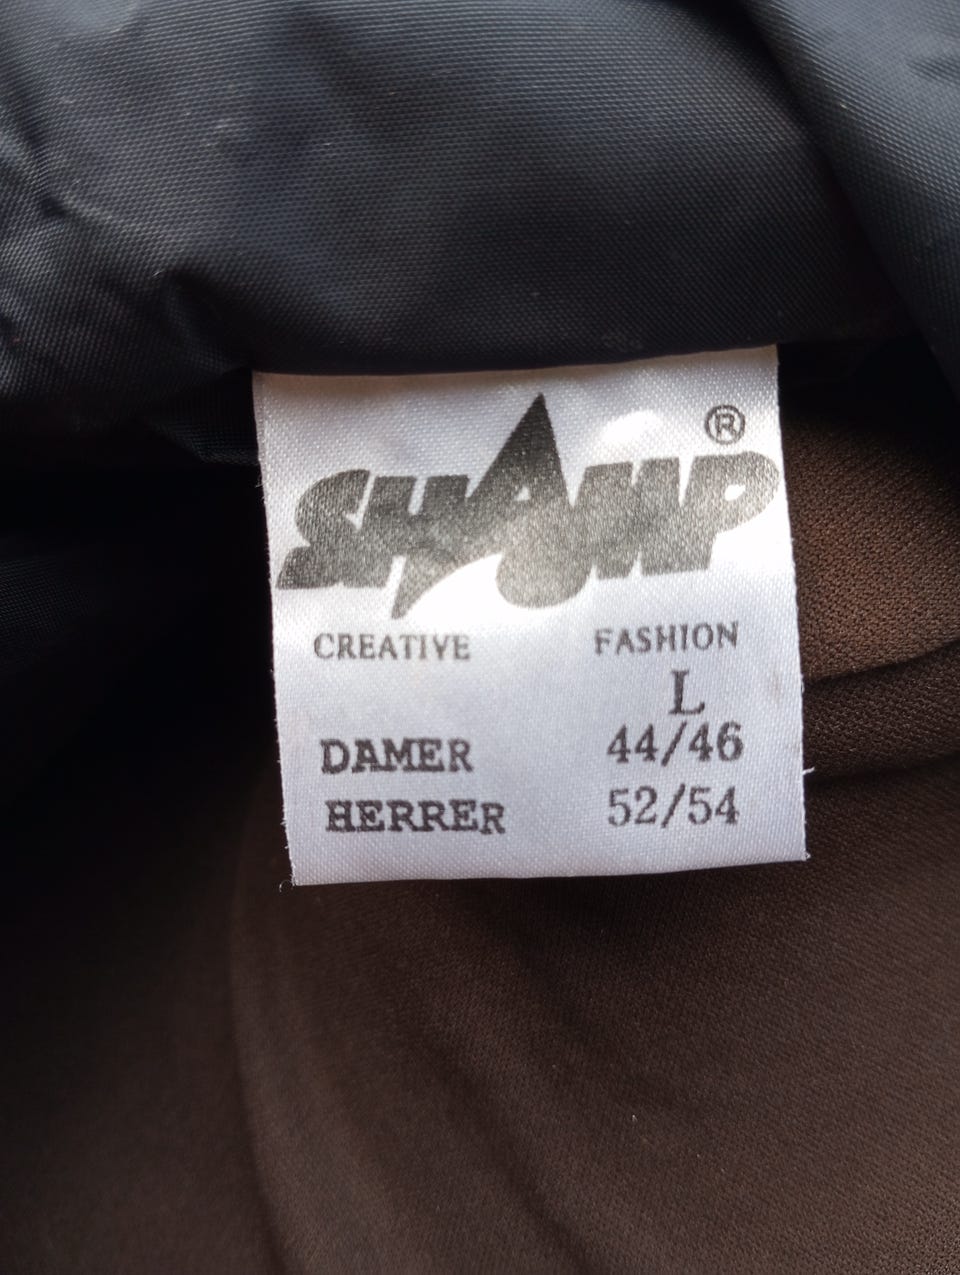 SHAMP®
CREATIVE FASHION
L
DAMER 44/46
HERRER 52/54